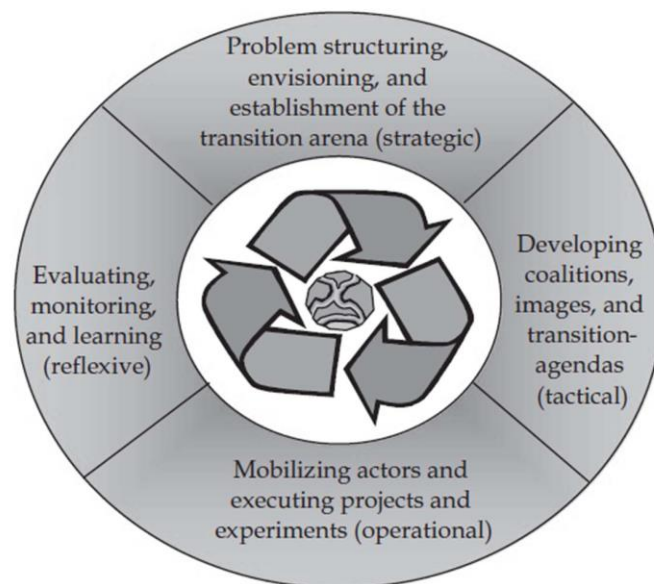 Problem structuring,
envisioning, and
establishment of the
transition arena (strategic)
Developing
coalitions,
images, and
transition-
agendas
(tactical)
Mobilizing actors and
executing projects and
experiments (operational)
Evaluating,
monitoring,
and learning
(reflexive)